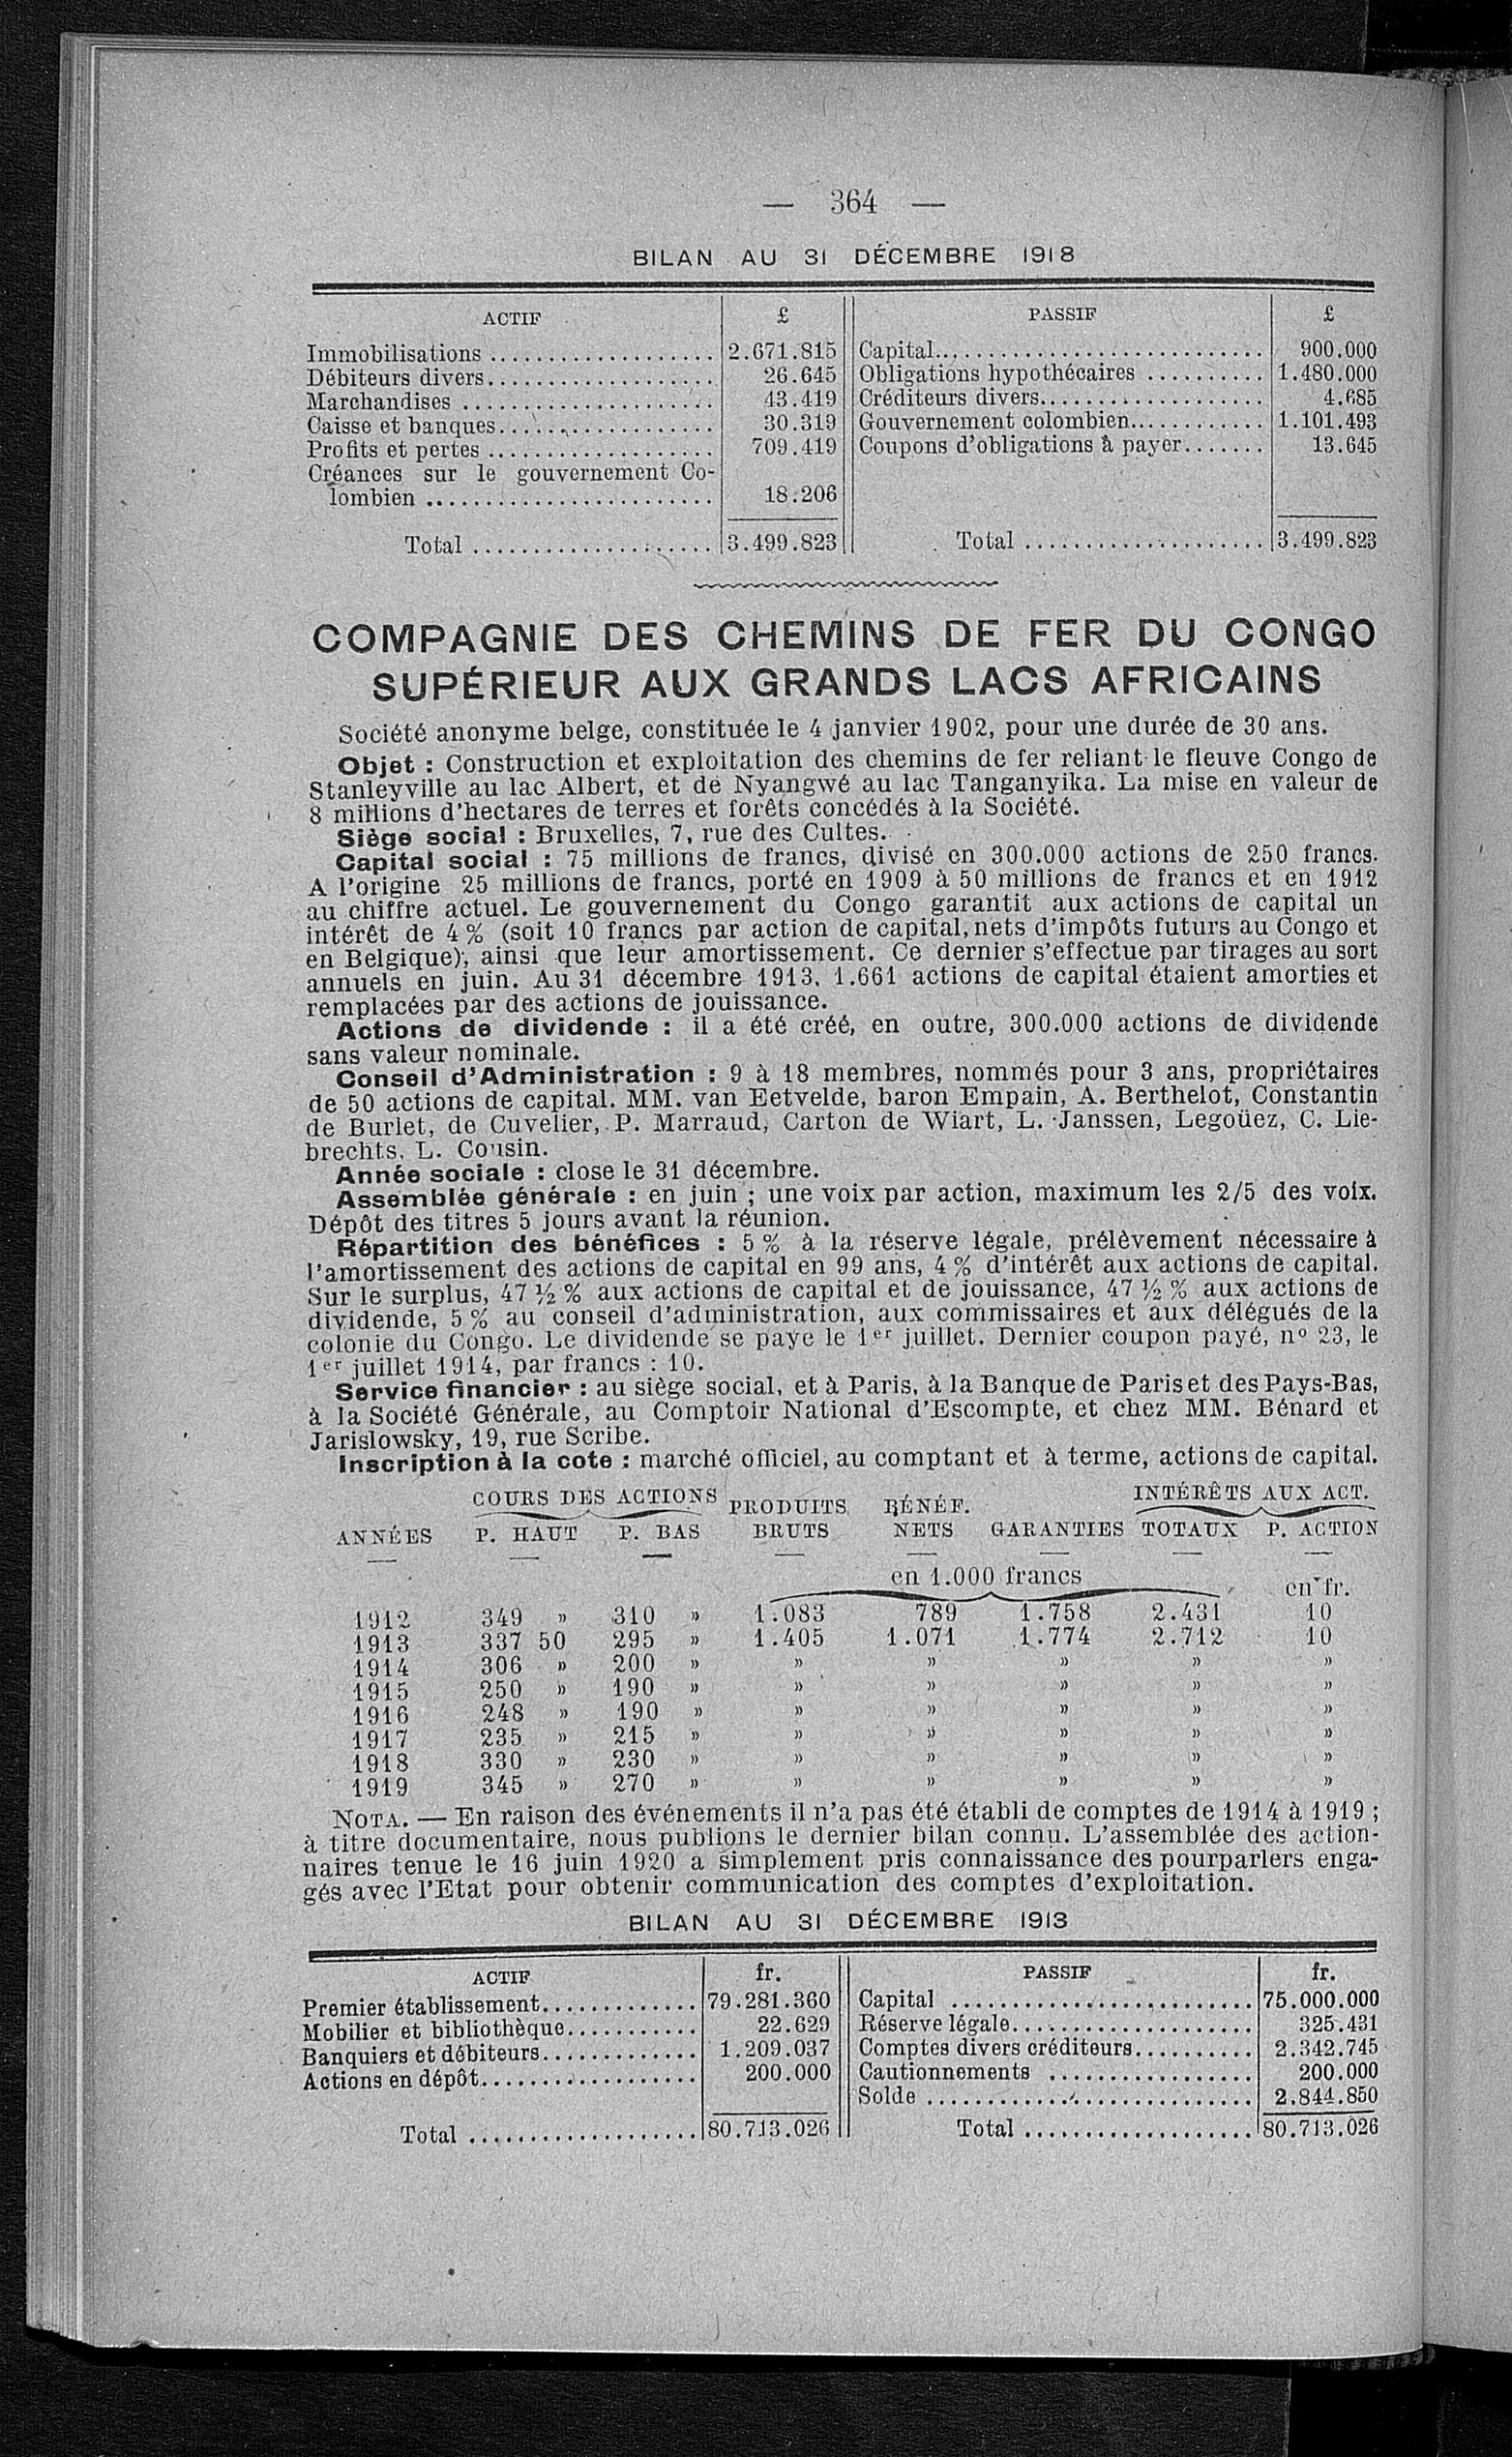 — 364 —
BILAN AU 31 DÉCEMBRE 1918
ACTIF £ PASSIF £
Immobilisations ................... 2.671.815 Capital............................ 900.000
Débiteurs divers................... 26.645 Obligations hypothécaires .......... 1.480.000
Marchandises ..................... 43.419 Créditeurs divers................... 4.685
Caisse et banques.................. 30.319 Gouvernement colombien............ 1.101.493
Profits et pertes ................... 709.419 Coupons d'obligations à payer....... 13.645
Créances sur le gouvernement Co-
lombien ........................ 18.206
Total .................... 3.499.823 Total .................... 3.499.823
COMPAGNIE DES CHEMINS DE FER DU CONGO
SUPÉRIEUR AUX GRANDS LACS AFRICAINS
Société anonyme belge, constituée le 4 janvier 1902, pour une durée de 30 ans.
Objet : Construction et exploitation des chemins de fer reliant le fleuve Congo de
Stanleyville au lac Albert, et de Nyangwé au lac Tanganyika. La mise en valeur de
8 millions d'hectares de terres et forêts concédés à la Société.
Siège social : Bruxelles, 7, rue des Cultes.
Capital social : 75 millions de francs, divisé en 300.000 actions de 250 francs.
A l'origine 25 millions de francs, porté en 1909 à 50 millions de francs et en 1912
au chiffre actuel. Le gouvernement du Congo garantit aux actions de capital un
intérêt de 4 % (soit 10 francs par action de capital, nets d'impôts futurs au Congo et
en Belgique), ainsi que leur amortissement. Ce dernier s'effectue par tirages au sort
annuels en juin. Au 31 décembre 1913, 1.661 actions de capital étaient amorties et
remplacées par des actions de jouissance.
Actions de dividende : il a été créé, en outre, 300.000 actions de dividende
sans valeur nominale.
Conseil d'Administration : 9 à 18 membres, nommés pour 3 ans, propriétaires
de 50 actions de capital. MM. van Eetvelde, baron Empain, A. Berthelot, Constantin
de Burlet, de Cuvelier, P. Marraud, Carton de Wiart, L. Janssen, Legoüez, C. Lie-
brechts, L. Cousin.
Année sociale : close le 31 décembre.
Assemblée générale : en juin ; une voix par action, maximum les 2/5 des voix.
Dépôt des titres 5 jours avant la réunion.
Répartition des bénéfices : 5 % à la réserve légale, prélèvement nécessaire à
l'amortissement des actions de capital en 99 ans, 4 % d'intérêt aux actions de capital.
Sur le surplus, 47 ½ % aux actions de capital et de jouissance, 47 ½ % aux actions de
dividende, 5 % au conseil d'administration, aux commissaires et aux délégués de la
colonie du Congo. Le dividende se paye le 1er juillet. Dernier coupon payé, n° 23, le
1er juillet 1914, par francs : 10.
Service financier : au siège social, et à Paris, à la Banque de Paris et des Pays-Bas,
à la Société Générale, au Comptoir National d'Escompte, et chez MM. Bénard et
Jarislowsky, 19, rue Scribe.
Inscription à la cote : marché officiel, au comptant et à terme, actions de capital.
COURS DES ACTIONS PRODUITS BÉNÉF. INTÉRÊTS AUX ACT.
ANNÉES P. HAUT P. BAS BRUTS NETS GARANTIES TOTAUX P. ACTION
en 1.000 francs en fr.
1912 349 » 310 » 1.083 789 1.758 2.431 10
1913 337 50 295 » 1.405 1.071 1.774 2.712 10
1914 306 » 200 » » » » » »
1915 250 » 190 » » » » » »
1916 248 » 190 » » » » » »
1917 235 » 215 » » » » » »
1918 330 » 230 » » » » » »
1919 345 » 270 » » » » » »
NOTA. — En raison des événements il n'a pas été établi de comptes de 1914 à 1919 ;
à titre documentaire, nous publions le dernier bilan connu. L'assemblée des action-
naires tenue le 16 juin 1920 a simplement pris connaissance des pourparlers enga-
gés avec l'Etat pour obtenir communication des comptes d'exploitation.
BILAN AU 31 DÉCEMBRE 1913
ACTIF fr. PASSIF fr.
Premier établissement............. 79.281.360 Capital ......................... 75.000.000
Mobilier et bibliothèque........... 22.629 Réserve légale.................... 325.431
Banquiers et débiteurs............. 1.209.037 Comptes divers créditeurs.......... 2.342.745
Actions en dépôt.................. 200.000 Cautionnements ................. 200.000
Solde ........................... 2.844.850
Total ................... 80.713.026 Total ................... 80.713.026